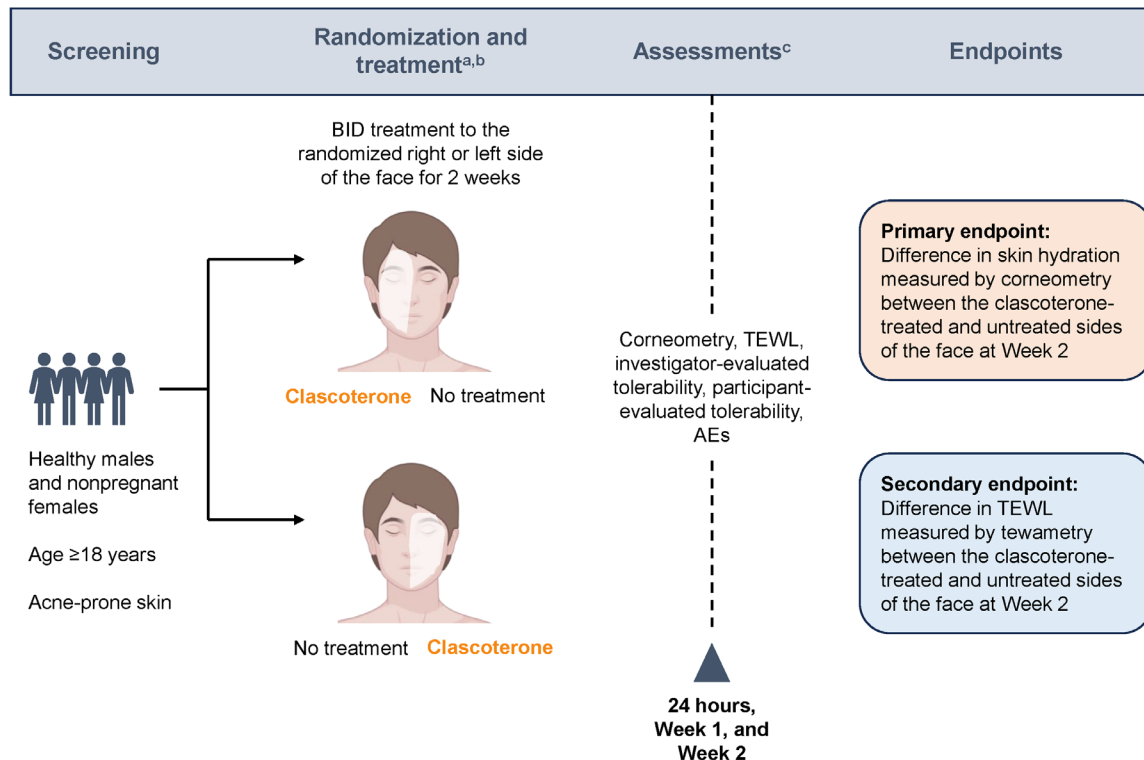 Screening
Randomization and
treatmentᵃ,ᵇ
Assessmentsᶜ
Endpoints
BID treatment to the
randomized right or left side
of the face for 2 weeks
Clascoterone No treatment
Healthy males
and nonpregnant
females
Age ≥18 years
Acne-prone skin
No treatment Clascoterone
Corneometry, TEWL,
investigator-evaluated
tolerability, participant-
evaluated tolerability,
AEs
24 hours,
Week 1, and
Week 2
Primary endpoint:
Difference in skin hydration
measured by corneometry
between the clascoterone-
treated and untreated sides
of the face at Week 2
Secondary endpoint:
Difference in TEWL
measured by tewametry
between the clascoterone-
treated and untreated sides
of the face at Week 2